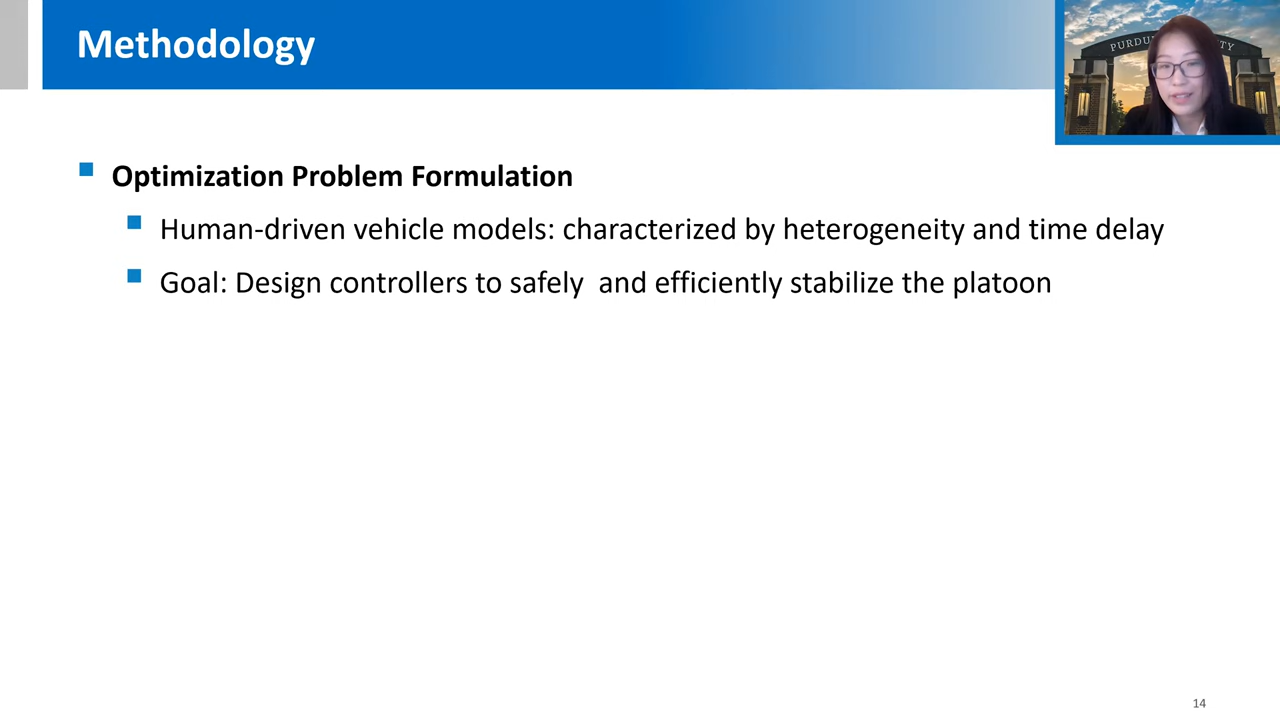 Methodology
Optimization Problem Formulation
Human-driven vehicle models: characterized by heterogeneity and time delay
Goal: Design controllers to safely  and efficiently stabilize the platoon
14